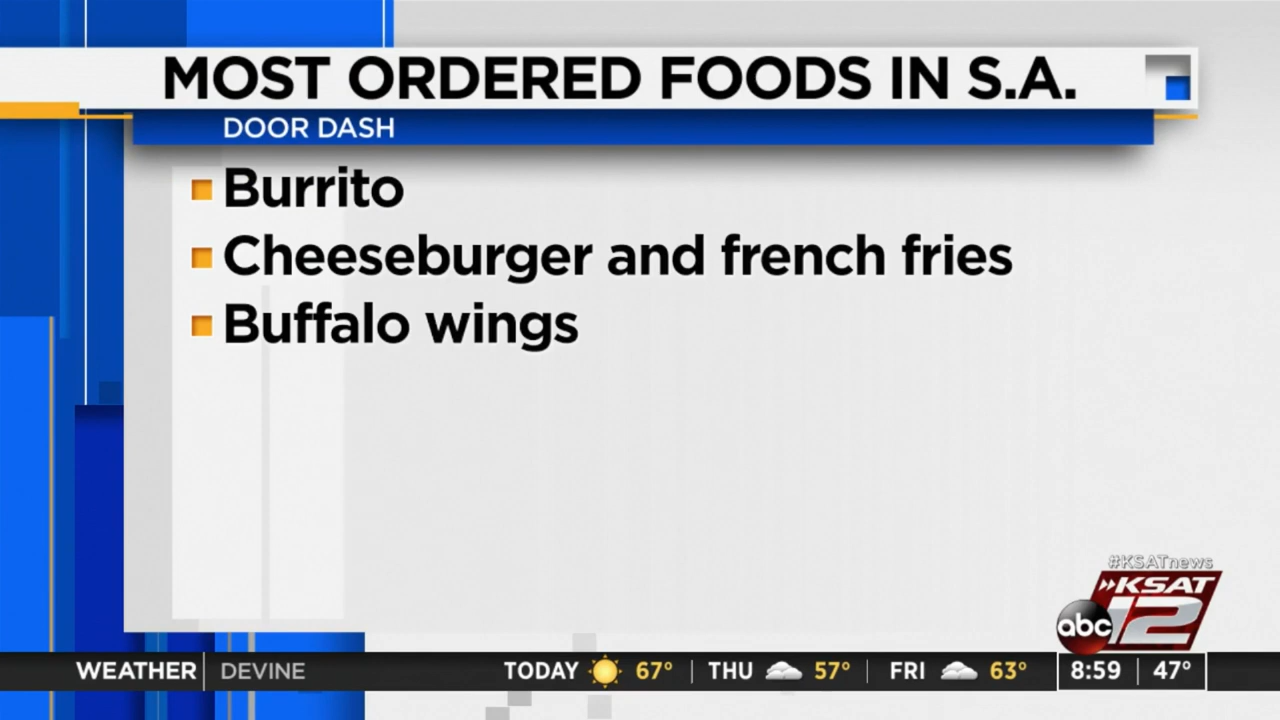 MOST ORDERED FOODS IN S.A.
DOOR DASH
Burrito
Cheeseburger and french fries
Buffalo wings
#KSATnews
KSAT
abc 12
WEATHER DEVINE TODAY 67° THU 57° FRI 63° 8:59 47°